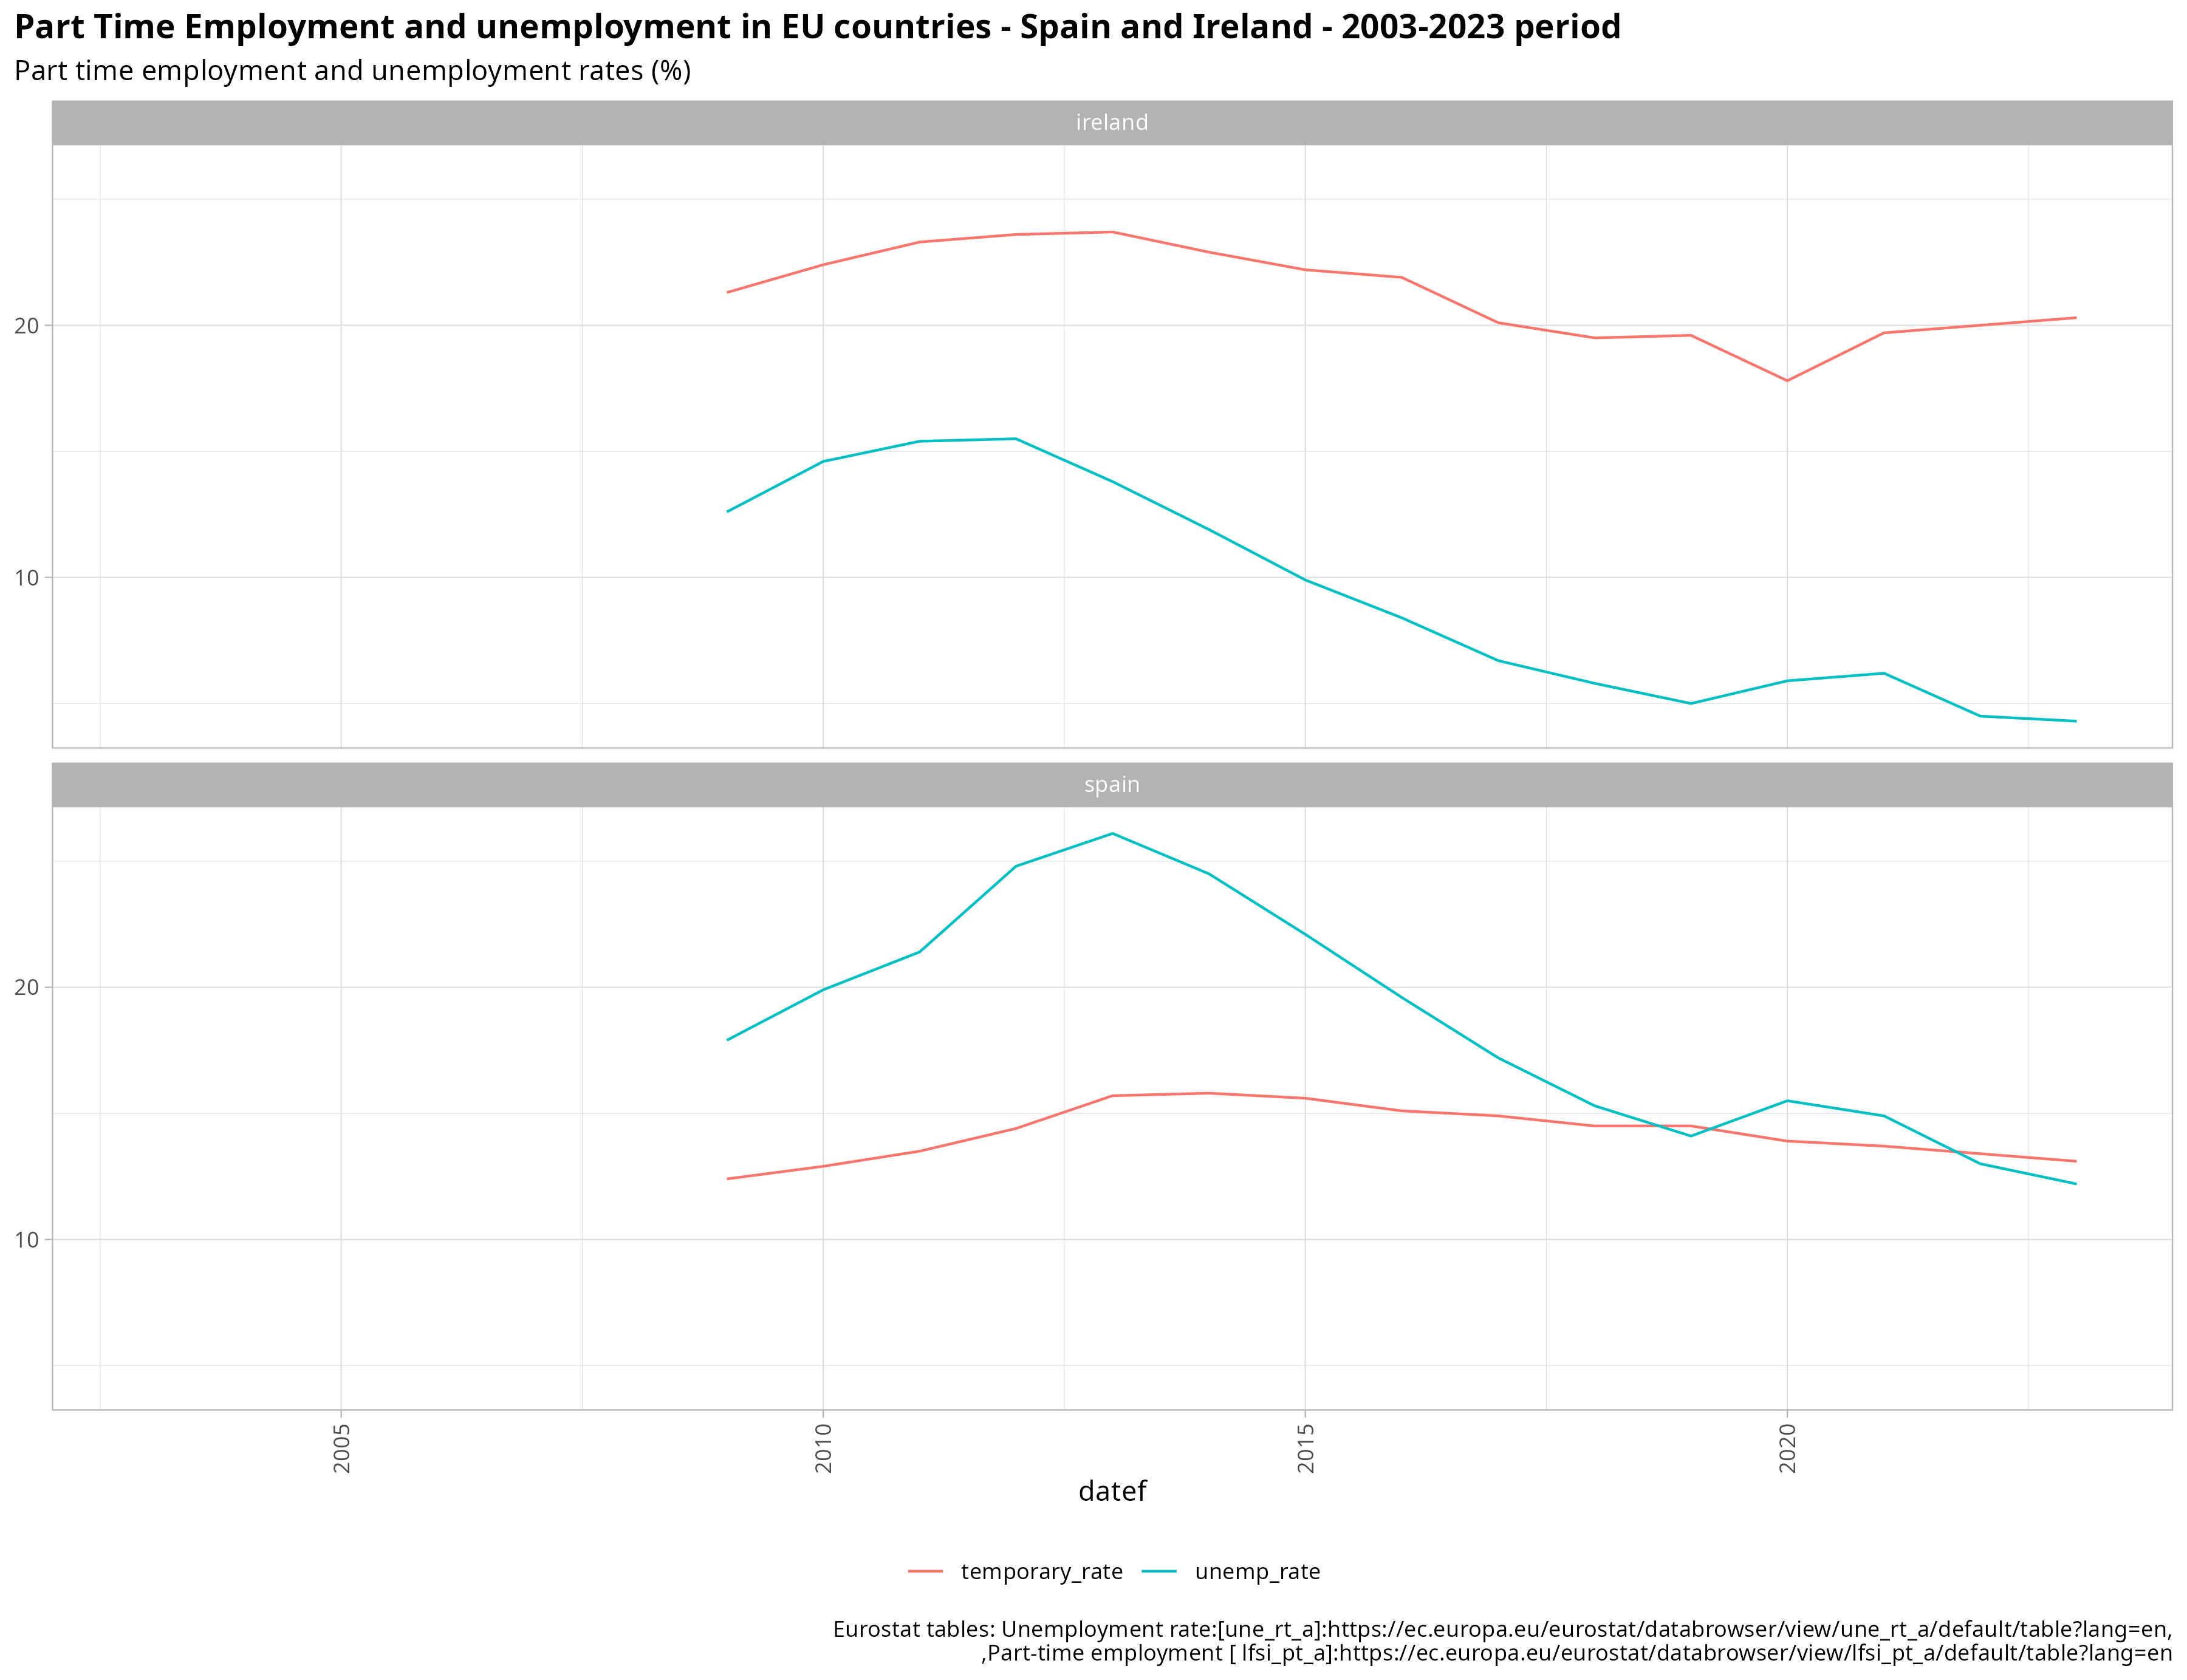 Part Time Employment and unemployment in EU countries - Spain and Ireland - 2003-2023 period
Part time employment and unemployment rates (%)
ireland
20
10
spain
20
10
2005 2010 2015 2020
datef
temporary_rate unemp_rate
Eurostat tables: Unemployment rate:[une_rt_a]:https://ec.europa.eu/eurostat/databrowser/view/une_rt_a/default/table?lang=en,
,Part-time employment [ lfsi_pt_a]:https://ec.europa.eu/eurostat/databrowser/view/lfsi_pt_a/default/table?lang=en